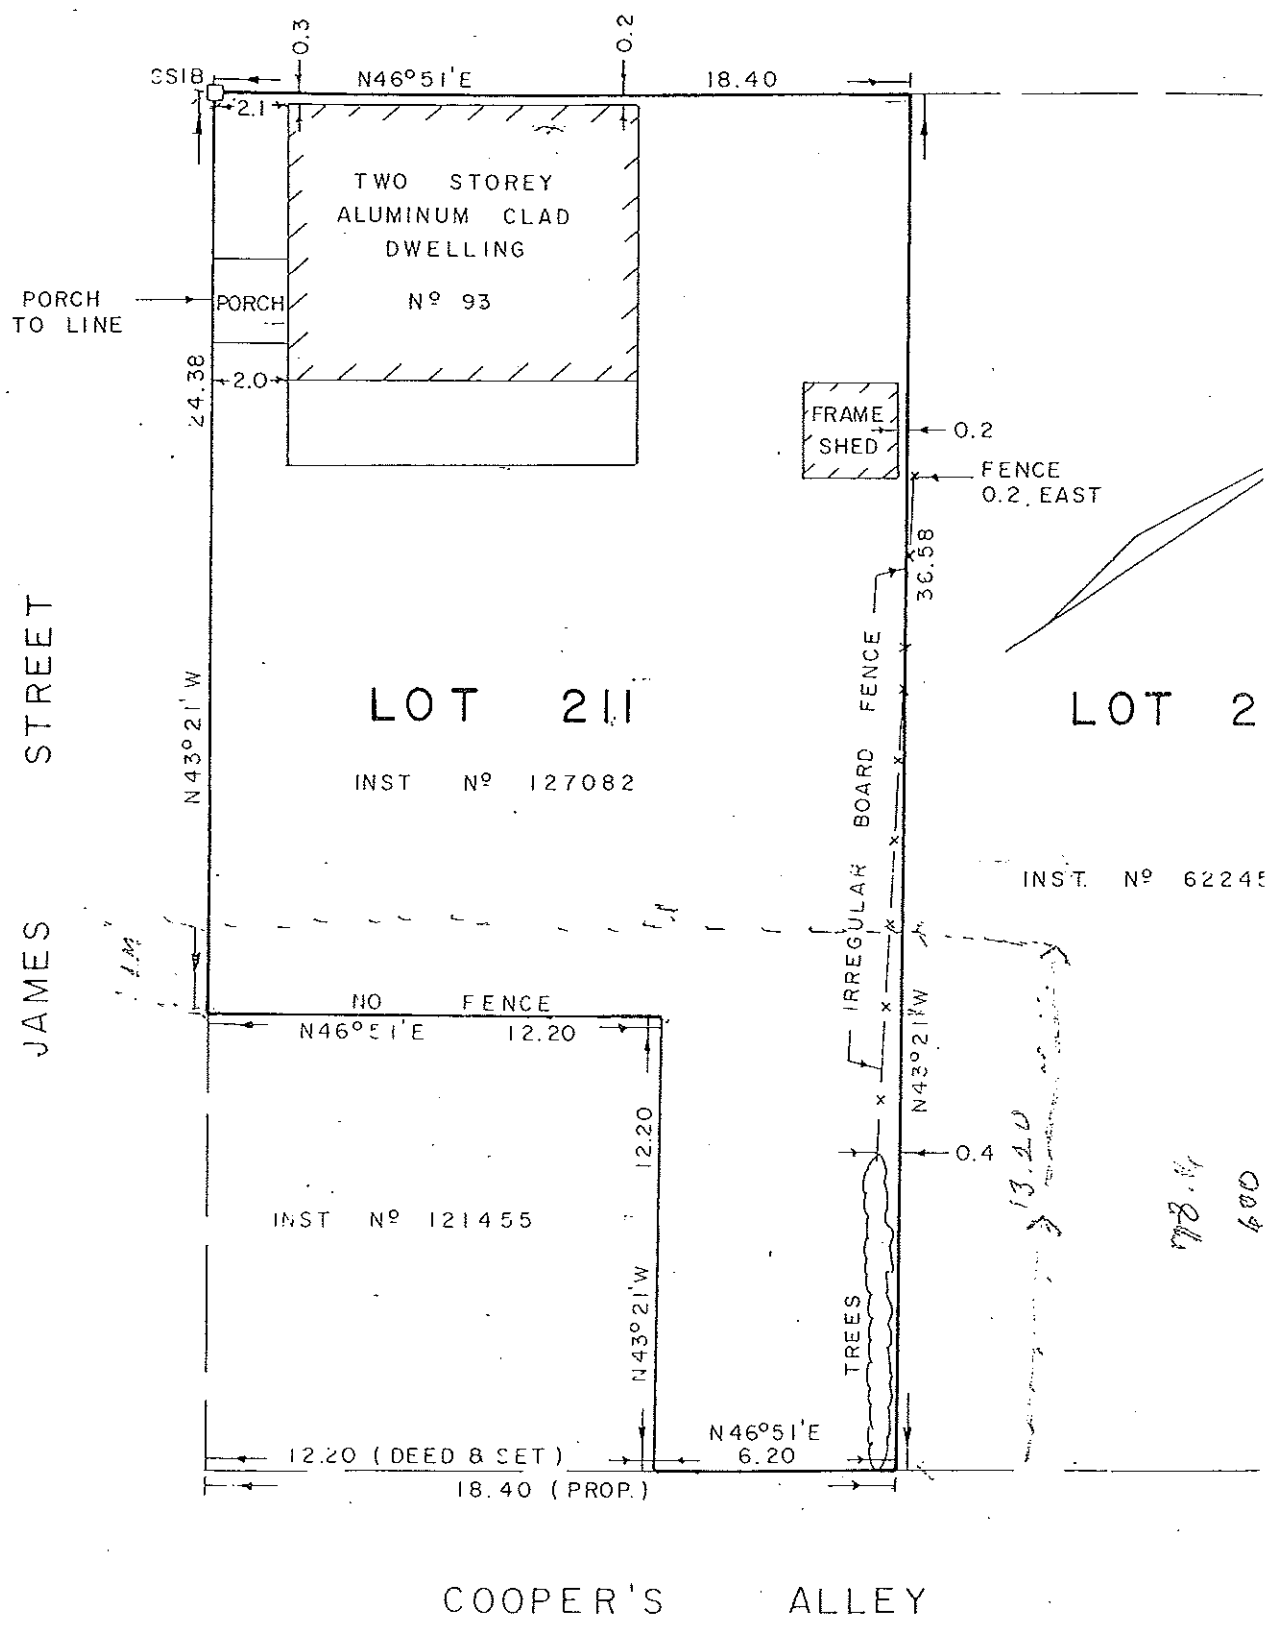 0.3
0.2
SSIB
N46°51'E
18.40
2.1
TWO STOREY
ALUMINUM CLAD
DWELLING
Nº 93
PORCH
TO LINE
PORCH
24.38
2.0
FRAME
SHED
0.2
FENCE
0.2 EAST
36.58
IRREGULAR BOARD FENCE
JAMES STREET
N43°21'W
LOT 211
INST Nº 127082
LOT 2
INST. Nº 62245
NO FENCE
N46°51'E 12.20
N43°21'W
12.20
0.4
13.20
600
INST Nº 121455
N43°21'W
TREES
N46°51'E
6.20
12.20 (DEED & SET)
18.40 (PROP.)
COOPER'S ALLEY